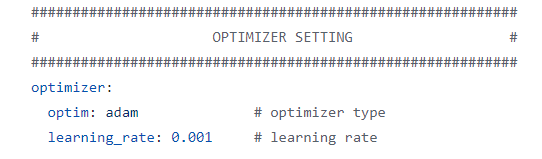 ##########################################################
#                    OPTIMIZER SETTING                   #
##########################################################
optimizer:
  optim: adam              # optimizer type
  learning_rate: 0.001     # learning rate